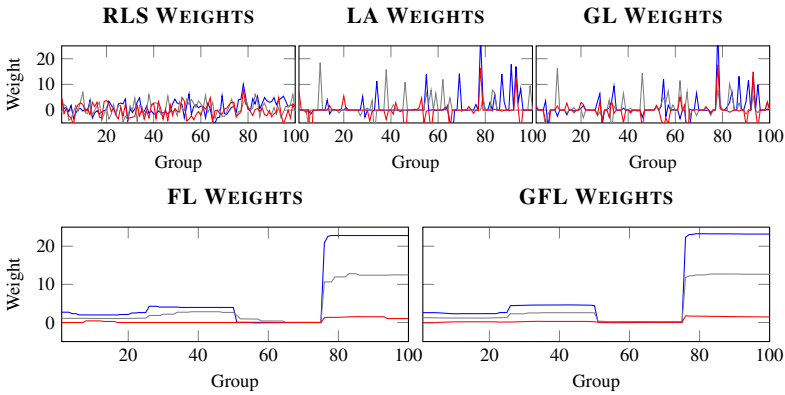 RLS WEIGHTS LA WEIGHTS GL WEIGHTS
Weight
20
10
0
20 40 60 80 100 20 40 60 80 100 20 40 60 80 100
Group Group Group
FL WEIGHTS GFL WEIGHTS
Weight
20
10
0
20 40 60 80 100 20 40 60 80 100
Group Group